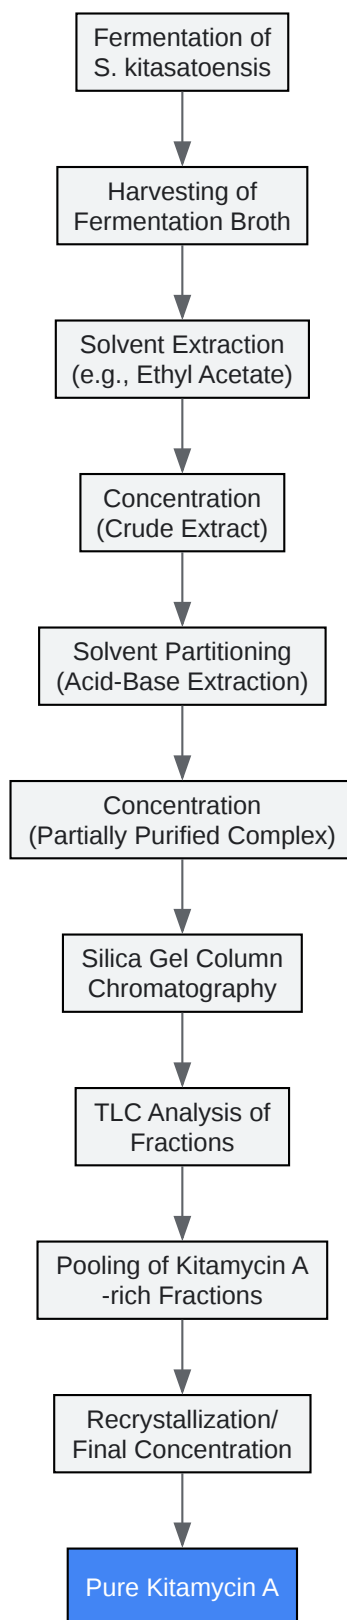 Fermentation of
S. kitasatoensis
Harvesting of
Fermentation Broth
Solvent Extraction
(e.g., Ethyl Acetate)
Concentration
(Crude Extract)
Solvent Partitioning
(Acid-Base Extraction)
Concentration
(Partially Purified Complex)
Silica Gel Column
Chromatography
TLC Analysis of
Fractions
Pooling of Kitamycin A
-rich Fractions
Recrystallization/
Final Concentration
Pure Kitamycin A